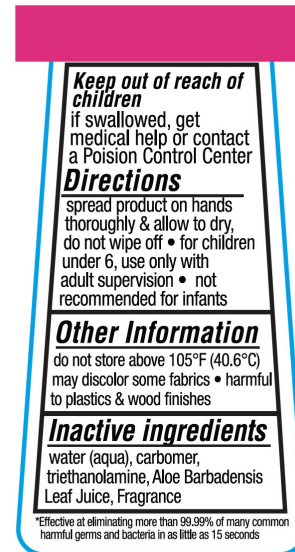 Keep out of reach of
children
if swallowed, get
medical help or contact
a Poision Control Center
Directions
spread product on hands
thoroughly & allow to dry,
do not wipe off • for children
under 6, use only with
adult supervision • not
recommended for infants
Other Information
do not store above 105°F (40.6°C)
may discolor some fabrics • harmful
to plastics & wood finishes
Inactive ingredients
water (aqua), carbomer,
triethanolamine, Aloe Barbadensis
Leaf Juice, Fragrance
*Effective at eliminating more than 99.99% of many common
harmful germs and bacteria in as little as 15 seconds